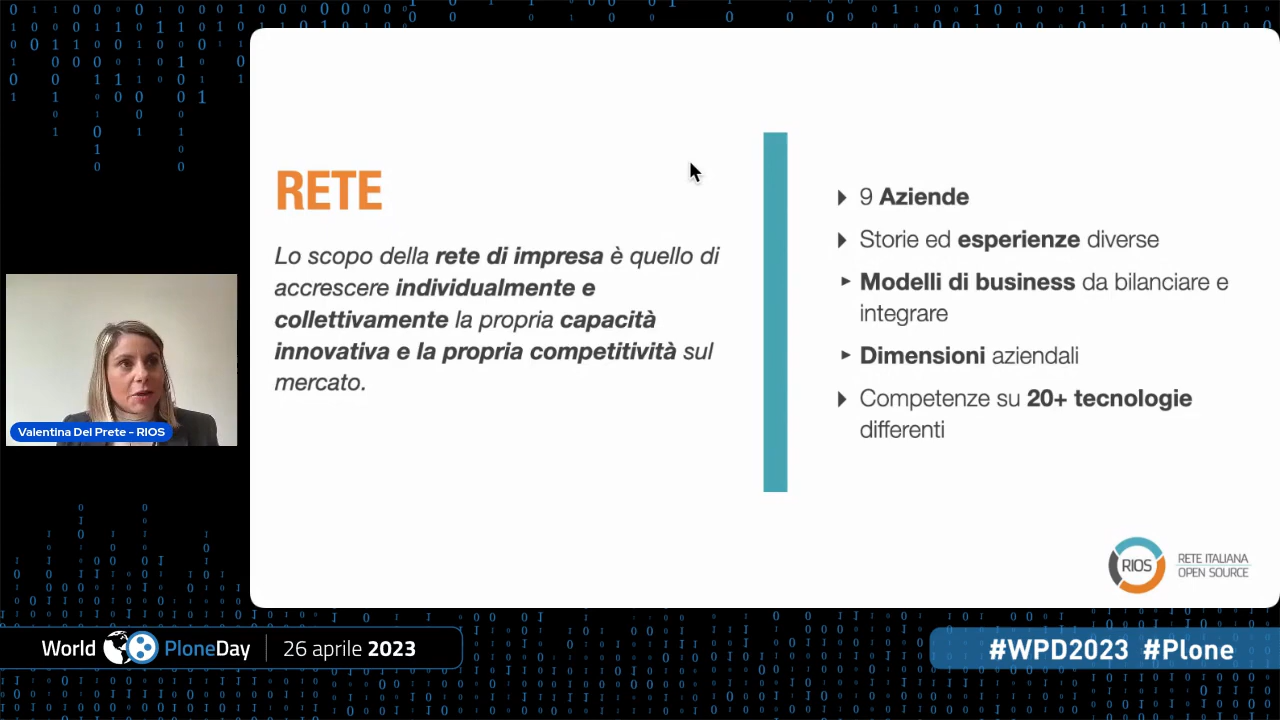 RETE
Lo scopo della rete di impresa è quello di
accrescere individualmente e
collettivamente la propria capacità
innovativa e la propria competitività sul
mercato.
9 Aziende
Storie ed esperienze diverse
Modelli di business da bilanciare e
integrare
Dimensioni aziendali
Competenze su 20+ tecnologie
differenti
RIOS
RETE ITALIANA
OPEN SOURCE
Valentina Del Prete - RIOS
World PloneDay 26 aprile 2023
#WPD2023 #Plone